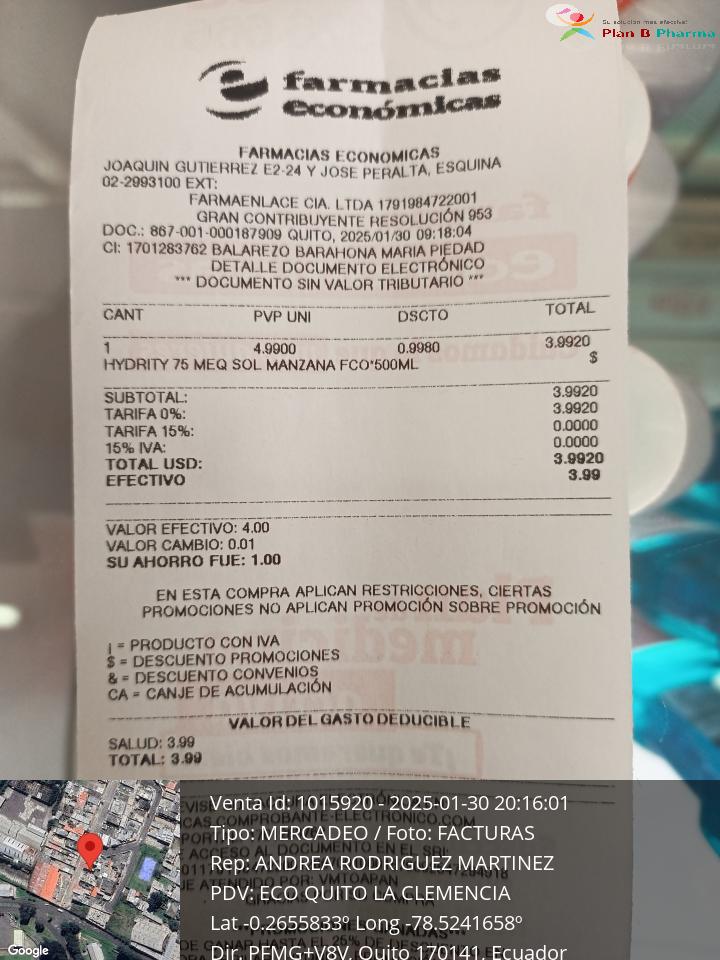 Su solución más efectiva!
Plan B Pharma
farmacias
económicas
FARMACIAS ECONOMICAS
JOAQUIN GUTIERREZ E2-24 Y JOSE PERALTA, ESQUINA
02-2993100 EXT:
FARMAENLACE CIA. LTDA 1791984722001
GRAN CONTRIBUYENTE RESOLUCIÓN 953
DOC.: 867-001-000187909 QUITO, 2025/01/30 09:18:04
CI: 1701283762 BALAREZO BARAHONA MARIA PIEDAD
DETALLE DOCUMENTO ELECTRÓNICO
*** DOCUMENTO SIN VALOR TRIBUTARIO ***
CANT PVP UNI DSCTO TOTAL
1 4.9900 0.9980 3.9920
HYDRITY 75 MEQ SOL MANZANA FCO*500ML $
SUBTOTAL: 3.9920
TARIFA 0%: 3.9920
TARIFA 15%: 0.0000
15% IVA: 0.0000
TOTAL USD: 3.9920
EFECTIVO 3.99
VALOR EFECTIVO: 4.00
VALOR CAMBIO: 0.01
SU AHORRO FUE: 1.00
EN ESTA COMPRA APLICAN RESTRICCIONES, CIERTAS
PROMOCIONES NO APLICAN PROMOCIÓN SOBRE PROMOCIÓN
| = PRODUCTO CON IVA
$ = DESCUENTO PROMOCIONES
& = DESCUENTO CONVENIOS
CA = CANJE DE ACUMULACIÓN
VALOR DEL GASTO DEDUCIBLE
SALUD: 3.99
TOTAL: 3.99
Venta Id: 1015920 - 2025-01-30 20:16:01
Tipo: MERCADEO / Foto: FACTURAS
Rep: ANDREA RODRIGUEZ MARTINEZ
PDV: ECO QUITO LA CLEMENCIA
Lat -0.2655833º Long -78.5241658º
Dir. PFMG+V8V, Quito 170141, Ecuador
Google